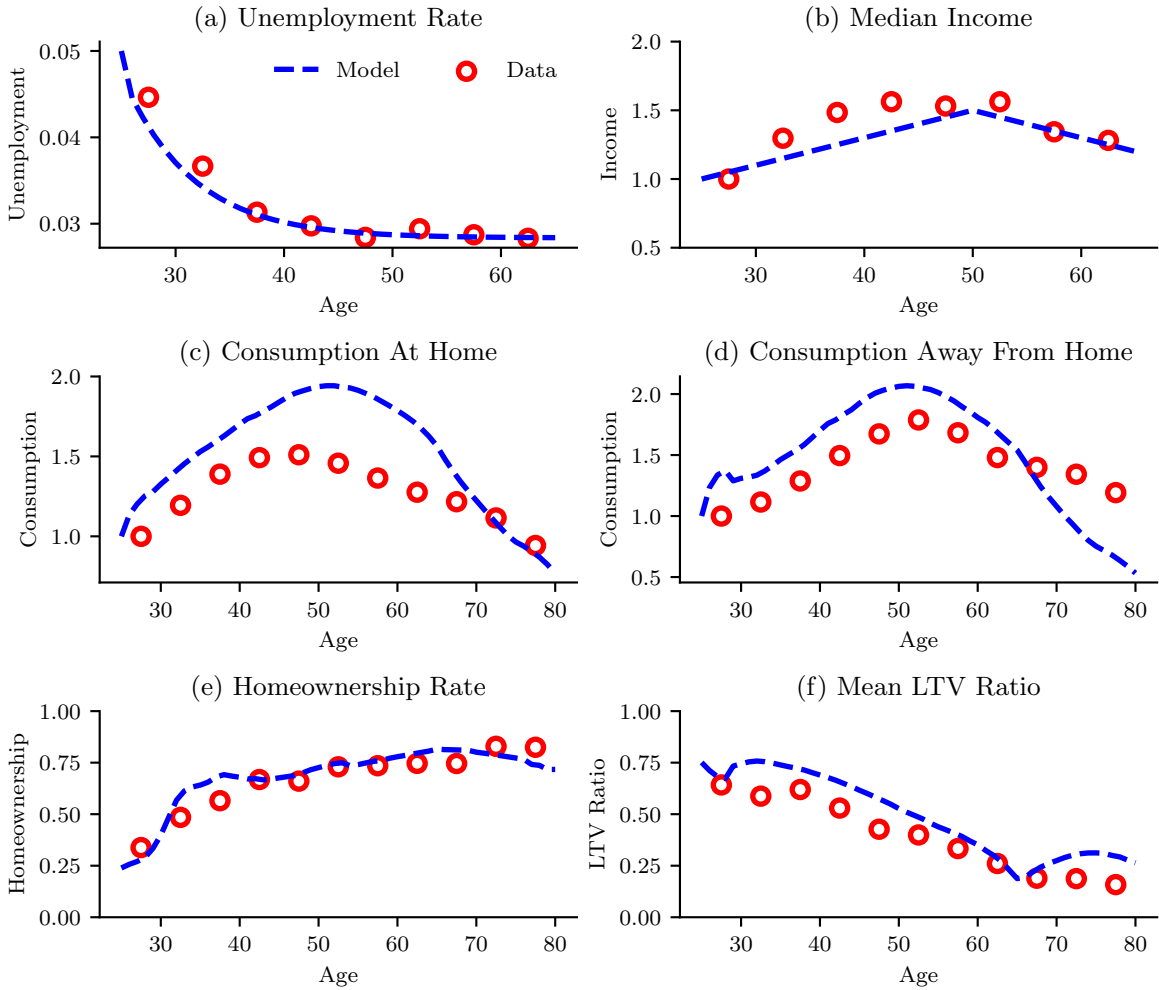 (a) Unemployment Rate
0.05
0.04
0.03
Unemployment
Model
Data
30
40
50
60
Age
(b) Median Income
2.0
1.5
1.0
0.5
Income
30
40
50
60
Age
(c) Consumption At Home
2.0
1.5
1.0
Consumption
30
40
50
60
70
80
Age
(d) Consumption Away From Home
2.0
1.5
1.0
0.5
Consumption
30
40
50
60
70
80
Age
(e) Homeownership Rate
1.00
0.75
0.50
0.25
0.00
Homeownership
30
40
50
60
70
80
Age
(f) Mean LTV Ratio
1.00
0.75
0.50
0.25
0.00
LTV Ratio
30
40
50
60
70
80
Age